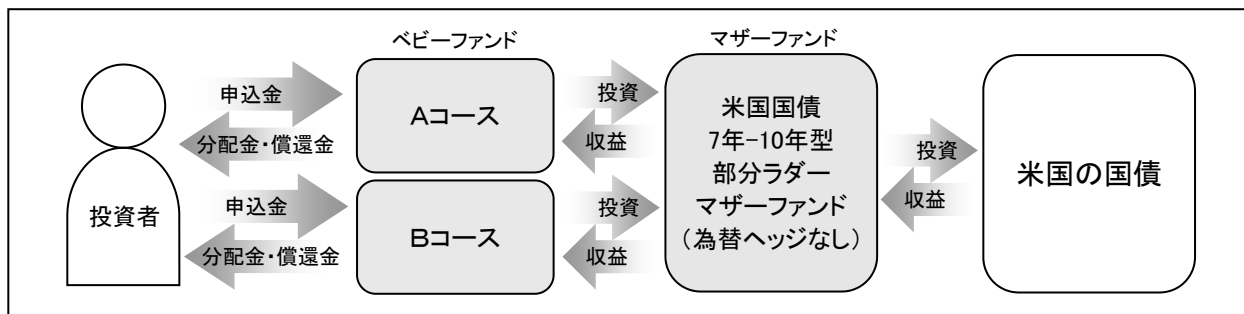 ベビーファンド
マザーファンド
申込金
分配金・償還金
Aコース
投資
収益
申込金
分配金・償還金
Bコース
投資
収益
投資者
米国国債
7年-10年型
部分ラダー
マザーファンド
(為替ヘッジなし)
投資
収益
米国の国債